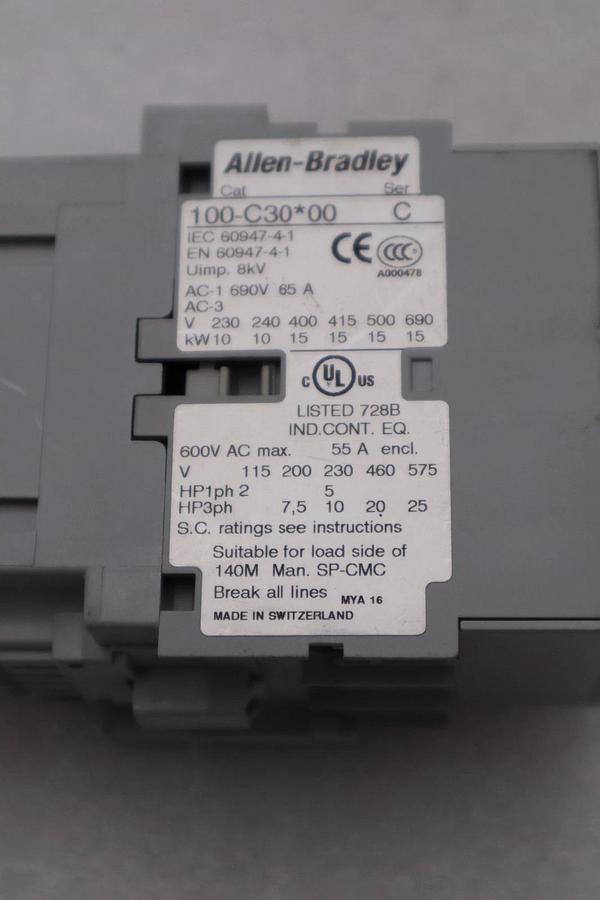 Allen-Bradley
Cat Ser
100-C30*00 C
IEC 60947-4-1
EN 60947-4-1
Uimp. 8kV
CE CCC
A000478
AC-1 690V 65 A
AC-3
V 230 240 400 415 500 690
kW 10 10 15 15 15 15
C UL US
LISTED 728B
IND.CONT. EQ.
600V AC max. 55 A encl.
V 115 200 230 460 575
HP1ph 2 5
HP3ph 7,5 10 20 25
S.C. ratings see instructions
Suitable for load side of
140M Man. SP-CMC
Break all lines MYA 16
MADE IN SWITZERLAND